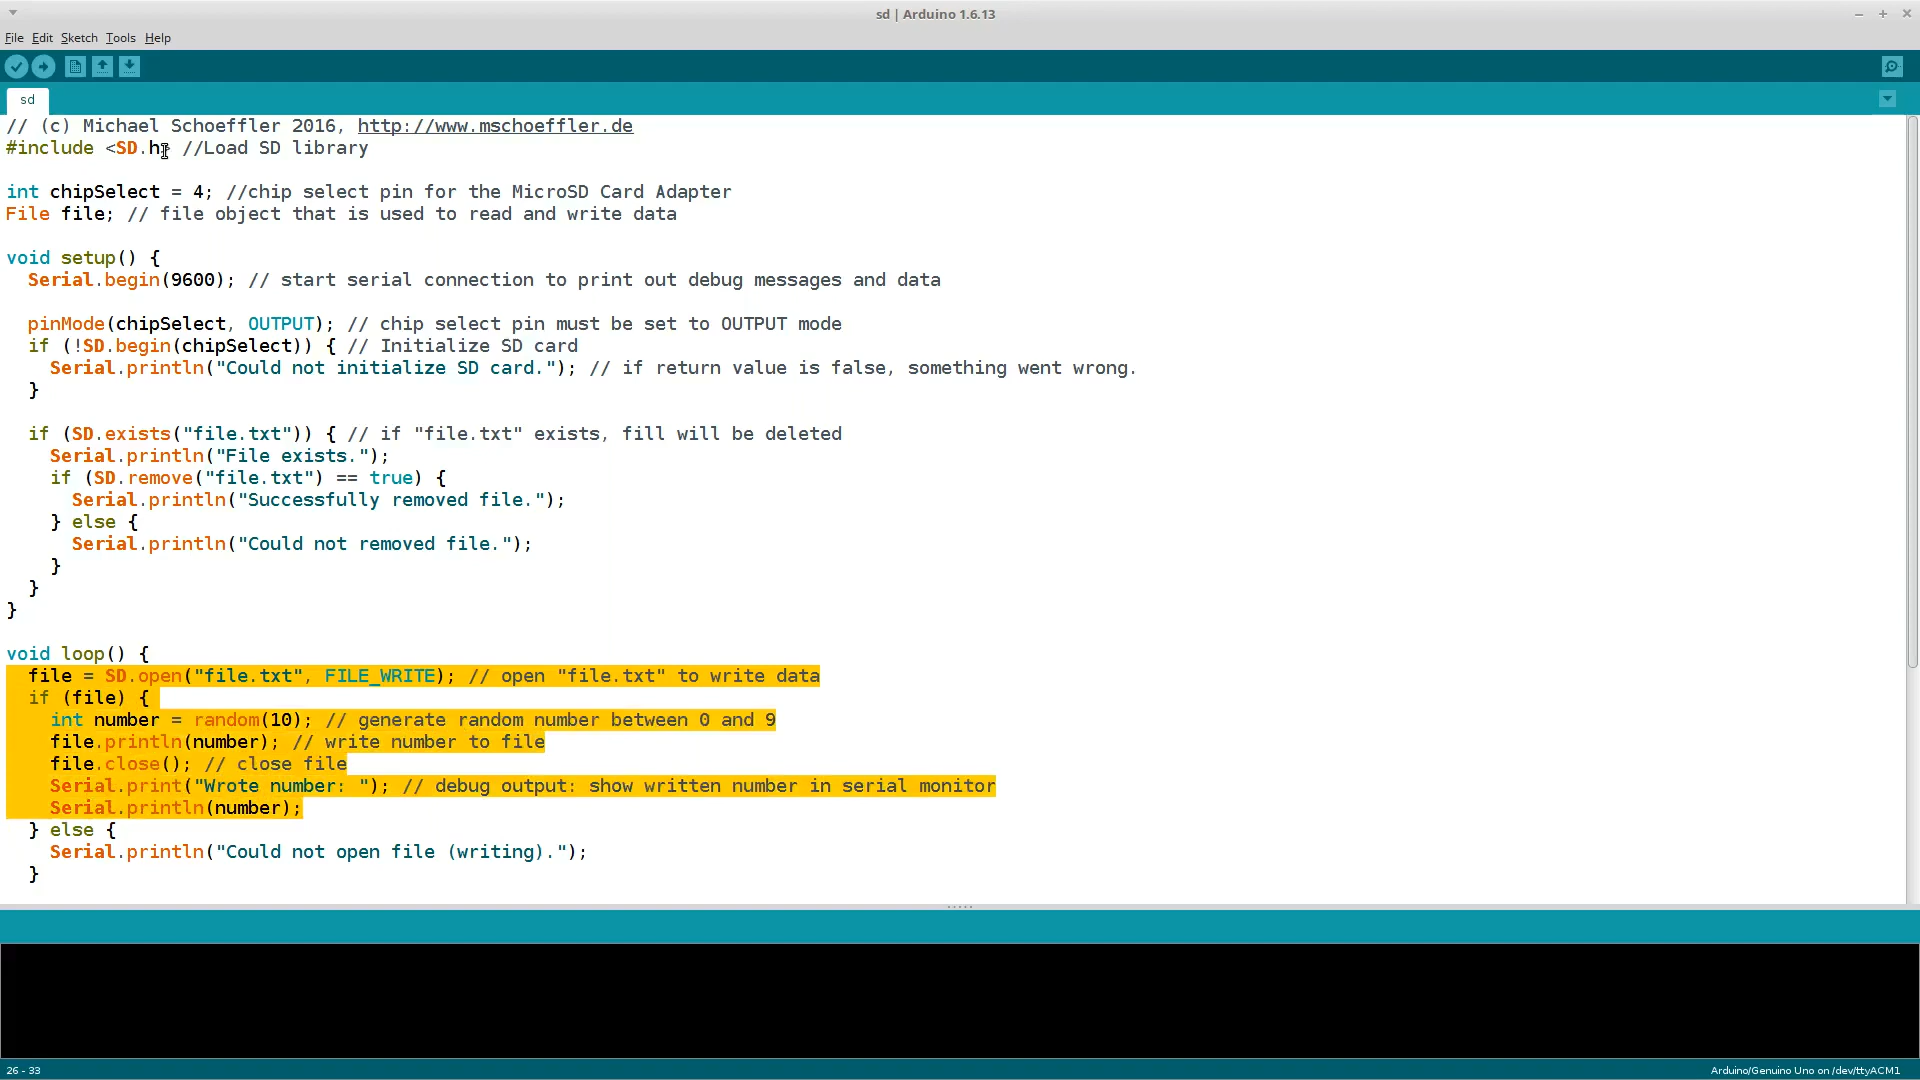 sd | Arduino 1.6.13
File Edit Sketch Tools Help
sd
// (c) Michael Schoeffler 2016, http://www.mschoeffler.de
#include <SD.h> //Load SD library
int chipSelect = 4; //chip select pin for the MicroSD Card Adapter
File file; // file object that is used to read and write data
void setup() {
  Serial.begin(9600); // start serial connection to print out debug messages and data
  pinMode(chipSelect, OUTPUT); // chip select pin must be set to OUTPUT mode
  if (!SD.begin(chipSelect)) { // Initialize SD card
    Serial.println("Could not initialize SD card."); // if return value is false, something went wrong.
  }
  if (SD.exists("file.txt")) { // if "file.txt" exists, fill will be deleted
    Serial.println("File exists.");
    if (SD.remove("file.txt") == true) {
      Serial.println("Successfully removed file.");
    } else {
      Serial.println("Could not removed file.");
    }
  }
}
void loop() {
  file = SD.open("file.txt", FILE_WRITE); // open "file.txt" to write data
  if (file) {
    int number = random(10); // generate random number between 0 and 9
    file.println(number); // write number to file
    file.close(); // close file
    Serial.print("Wrote number: "); // debug output: show written number in serial monitor
    Serial.println(number);
  } else {
    Serial.println("Could not open file (writing).");
  }
26 - 33
Arduino/Genuino Uno on /dev/ttyACM1